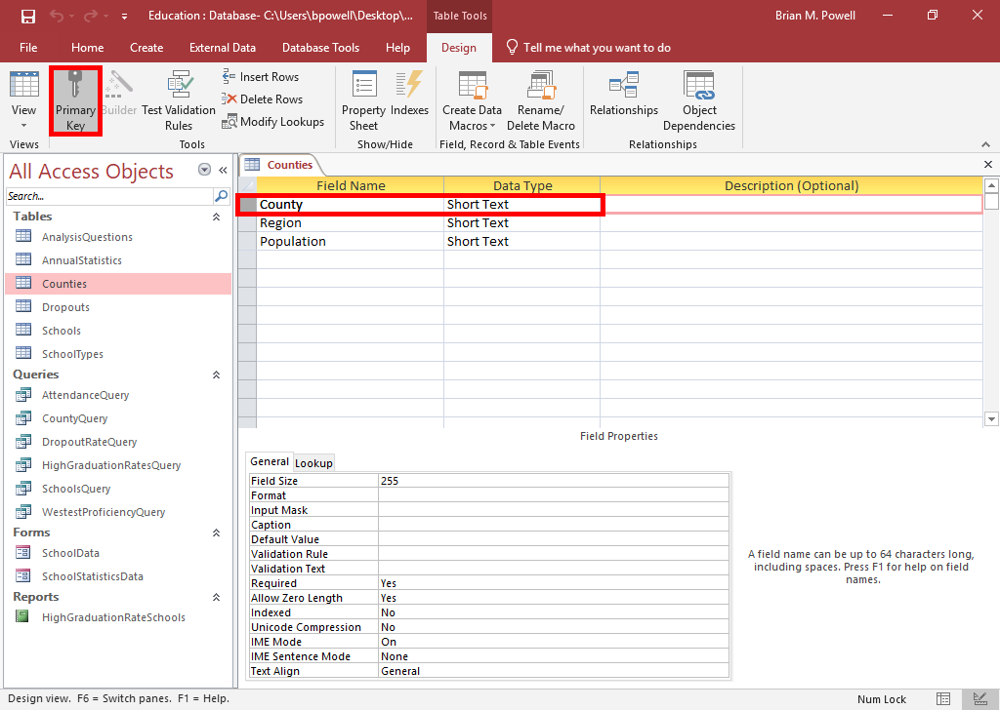 Education : Database- C:\Users\bpowell\Desktop\... Table Tools Brian M. Powell
File Home Create External Data Database Tools Help Design Tell me what you want to do
View
Primary Key
Builder
Test Validation Rules
Insert Rows
Delete Rows
Modify Lookups
Property Sheet
Indexes
Create Data Macros
Rename/ Delete Macro
Relationships
Object Dependencies
Views Tools Show/Hide Field, Record & Table Events Relationships
All Access Objects
Search...
Tables
AnalysisQuestions
AnnualStatistics
Counties
Dropouts
Schools
SchoolTypes
Queries
AttendanceQuery
CountyQuery
DropoutRateQuery
HighGraduationRatesQuery
SchoolsQuery
WestestProficiencyQuery
Forms
SchoolData
SchoolStatisticsData
Reports
HighGraduationRateSchools
Counties
Field Name Data Type Description (Optional)
County Short Text
Region Short Text
Population Short Text
Field Properties
General Lookup
Field Size 255
Format
Input Mask
Caption
Default Value
Validation Rule
Validation Text
Required Yes
Allow Zero Length Yes
Indexed No
Unicode Compression No
IME Mode On
IME Sentence Mode None
Text Align General
A field name can be up to 64 characters long,
including spaces. Press F1 for help on field
names.
Design view. F6 = Switch panes. F1 = Help. Num Lock